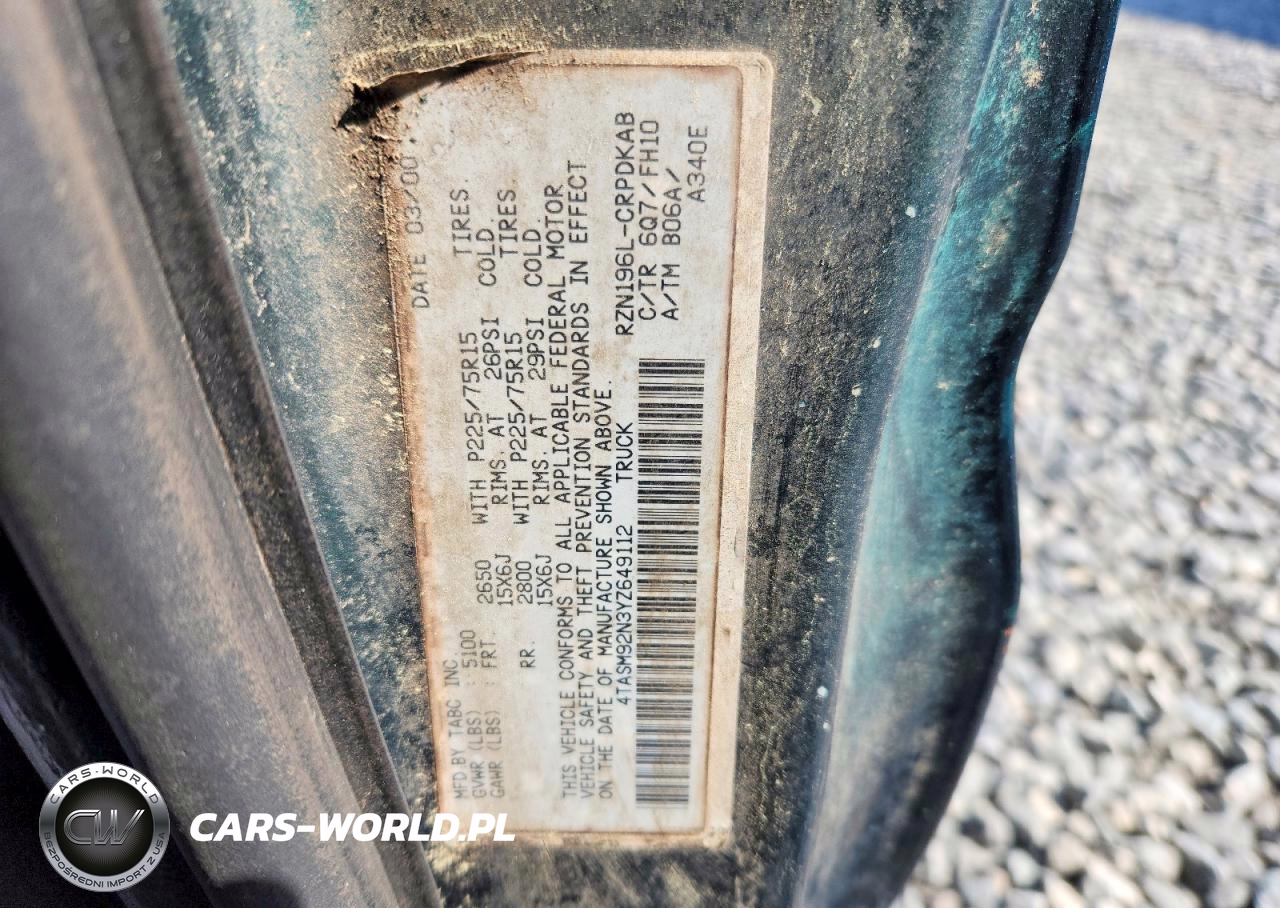 MFD BY TABC INC. DATE 03/00
GVWR (LBS) : 5100
GAWR (LBS) : FRT. 2650 WITH P225/75R15 TIRES.
15X6J RIMS. AT 26PSI COLD.
RR. 2800 WITH P225/75R15 TIRES
15X6J RIMS. AT 29PSI COLD.
THIS VEHICLE CONFORMS TO ALL APPLICABLE FEDERAL MOTOR
VEHICLE SAFETY AND THEFT PREVENTION STANDARDS IN EFFECT
ON THE DATE OF MANUFACTURE SHOWN ABOVE.
4TASM92N3YZ649112 TRUCK
RZN196L-CRPDKAB
C/TR 6Q7/FH10
A/TM B06A/
A340E
CARS-WORLD
CW
BEZPOŚREDNI IMPORT Z USA
CARS-WORLD.PL